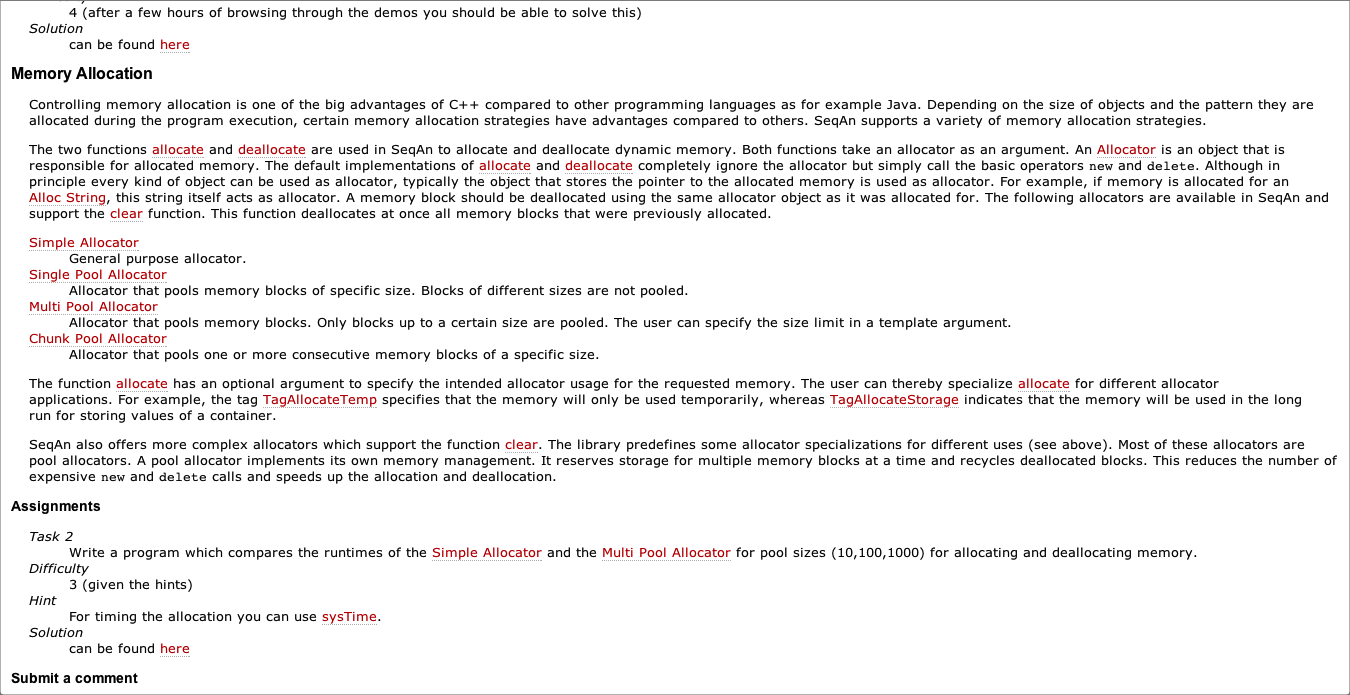 4 (after a few hours of browsing through the demos you should be able to solve this)
Solution
can be found here
Memory Allocation
Controlling memory allocation is one of the big advantages of C++ compared to other programming languages as for example Java. Depending on the size of objects and the pattern they are
allocated during the program execution, certain memory allocation strategies have advantages compared to others. SeqAn supports a variety of memory allocation strategies.
The two functions allocate and deallocate are used in SeqAn to allocate and deallocate dynamic memory. Both functions take an allocator as an argument. An Allocator is an object that is
responsible for allocated memory. The default implementations of allocate and deallocate completely ignore the allocator but simply call the basic operators new and delete. Although in
principle every kind of object can be used as allocator, typically the object that stores the pointer to the allocated memory is used as allocator. For example, if memory is allocated for an
Alloc String, this string itself acts as allocator. A memory block should be deallocated using the same allocator object as it was allocated for. The following allocators are available in SeqAn and
support the clear function. This function deallocates at once all memory blocks that were previously allocated.
Simple Allocator
General purpose allocator.
Single Pool Allocator
Allocator that pools memory blocks of specific size. Blocks of different sizes are not pooled.
Multi Pool Allocator
Allocator that pools memory blocks. Only blocks up to a certain size are pooled. The user can specify the size limit in a template argument.
Chunk Pool Allocator
Allocator that pools one or more consecutive memory blocks of a specific size.
The function allocate has an optional argument to specify the intended allocator usage for the requested memory. The user can thereby specialize allocate for different allocator
applications. For example, the tag TagAllocateTemp specifies that the memory will only be used temporarily, whereas TagAllocateStorage indicates that the memory will be used in the long
run for storing values of a container.
SeqAn also offers more complex allocators which support the function clear. The library predefines some allocator specializations for different uses (see above). Most of these allocators are
pool allocators. A pool allocator implements its own memory management. It reserves storage for multiple memory blocks at a time and recycles deallocated blocks. This reduces the number of
expensive new and delete calls and speeds up the allocation and deallocation.
Assignments
Task 2
Write a program which compares the runtimes of the Simple Allocator and the Multi Pool Allocator for pool sizes (10,100,1000) for allocating and deallocating memory.
Difficulty
3 (given the hints)
Hint
For timing the allocation you can use sysTime.
Solution
can be found here
Submit a comment